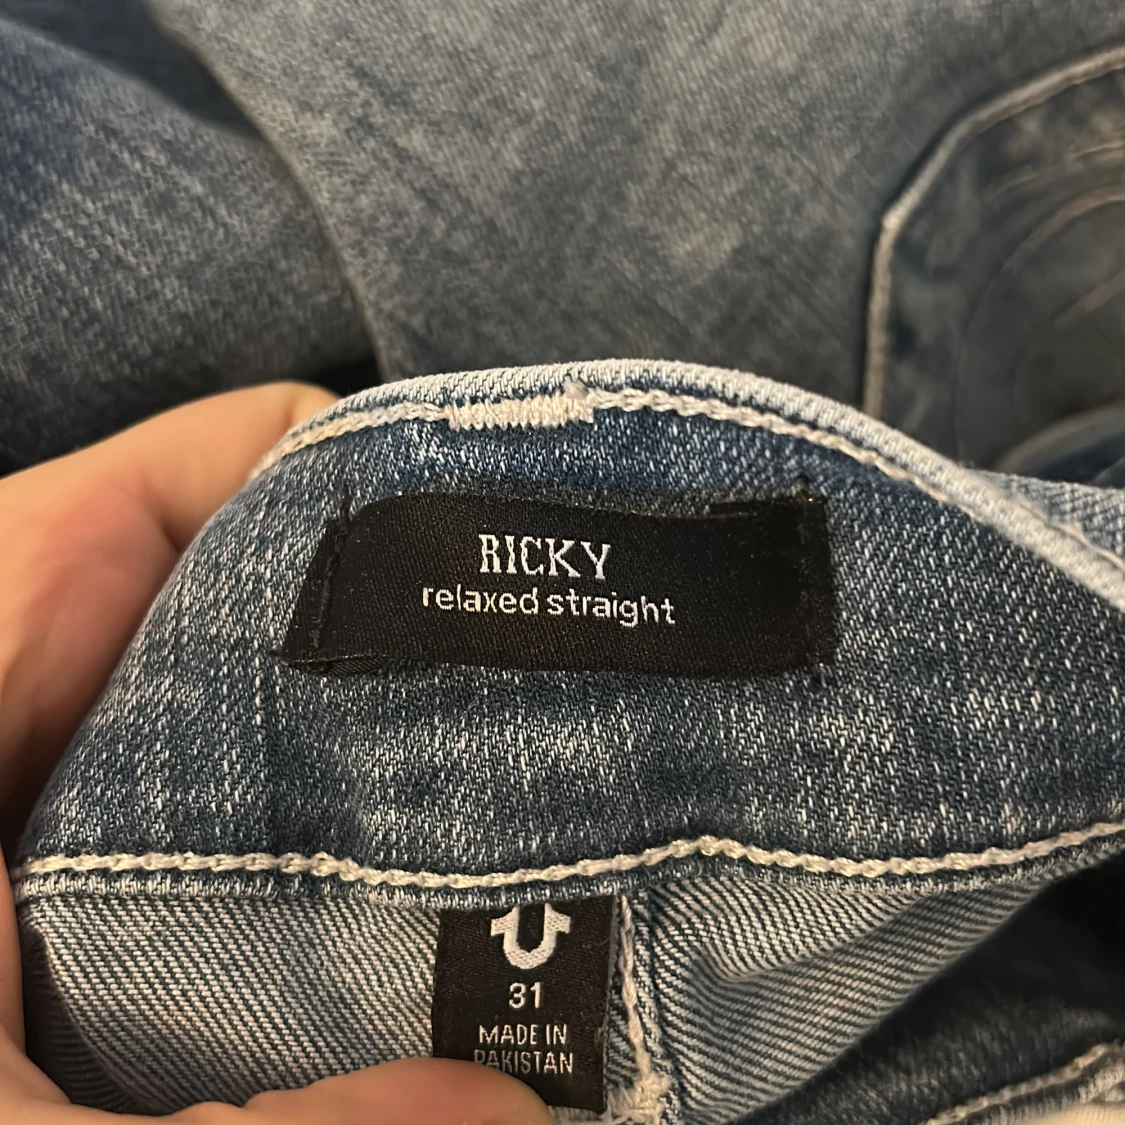 RICKY
relaxed straight
31
MADE IN
PAKISTAN